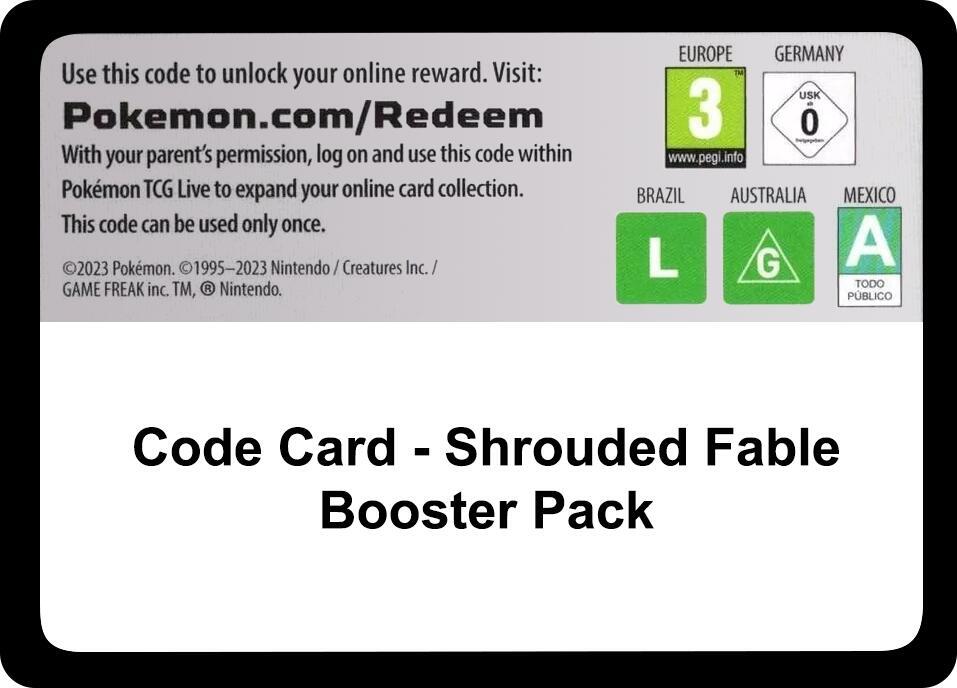 Use this code to unlock your online reward. Visit:
Pokemon.com/Redeem
With your parent's permission, log on and use this code within
Pokémon TCG Live to expand your online card collection.
This code can be used only once.
©2023 Pokémon. ©1995–2023 Nintendo / Creatures Inc. /
GAME FREAK inc. TM, ® Nintendo.
EUROPE
3
TM
www.pegi.info
GERMANY
USK
ab
0
freigegeben
BRAZIL
L
AUSTRALIA
G
MEXICO
A
TODO
PÚBLICO
Code Card - Shrouded Fable
Booster Pack